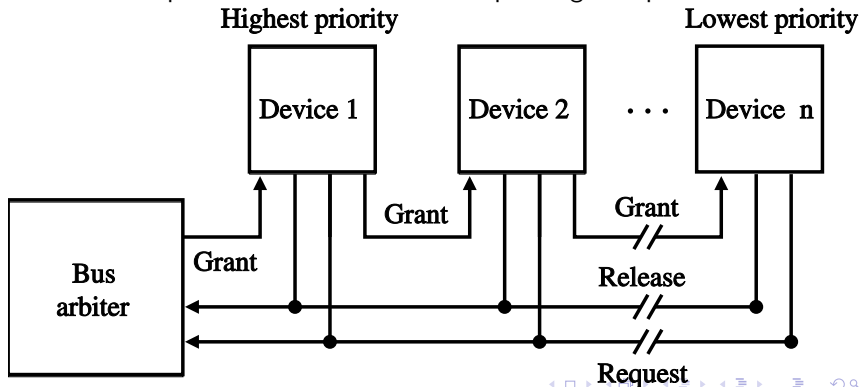 Highest priority
Lowest priority
Device 1
Device 2
. . .
Device n
Grant
Grant
Grant
Bus
arbiter
Release
Request